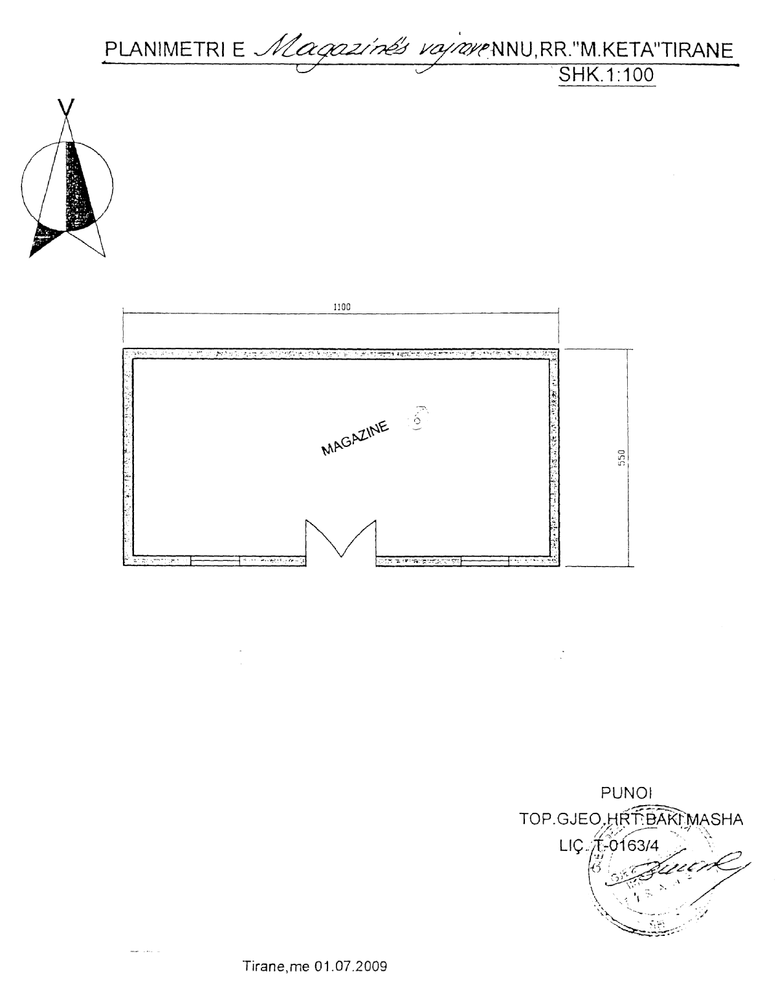 PLANIMETRI E Magazinës vajrave NNU,RR."M.KETA"TIRANE
SHK.1:100
V
1100
550
MAGAZINE
PUNOI
TOP.GJEO.HRT:BAKI MASHA
LIÇ. T-0163/4
Tirane,me 01.07.2009